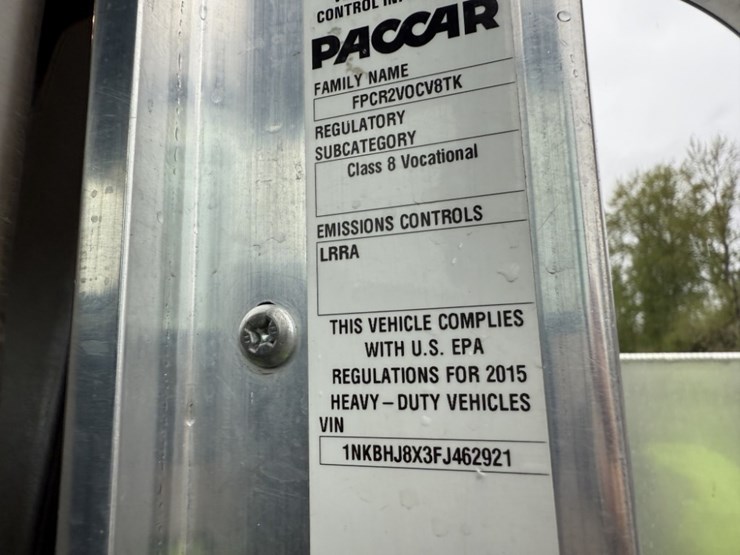 CONTROL
PACCAR
FAMILY NAME
FPCR2VOCV8TK
REGULATORY
SUBCATEGORY
Class 8 Vocational
EMISSIONS CONTROLS
LRRA
THIS VEHICLE COMPLIES
WITH U.S. EPA
REGULATIONS FOR 2015
HEAVY-DUTY VEHICLES
VIN
1NKBHJ8X3FJ462921